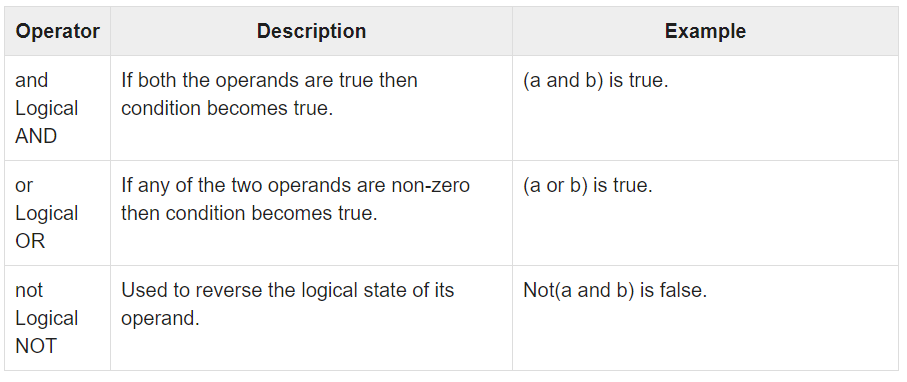 Operator Description Example
and
Logical
AND
If both the operands are true then
condition becomes true.
(a and b) is true.
or
Logical
OR
If any of the two operands are non-zero
then condition becomes true.
(a or b) is true.
not
Logical
NOT
Used to reverse the logical state of its
operand.
Not(a and b) is false.